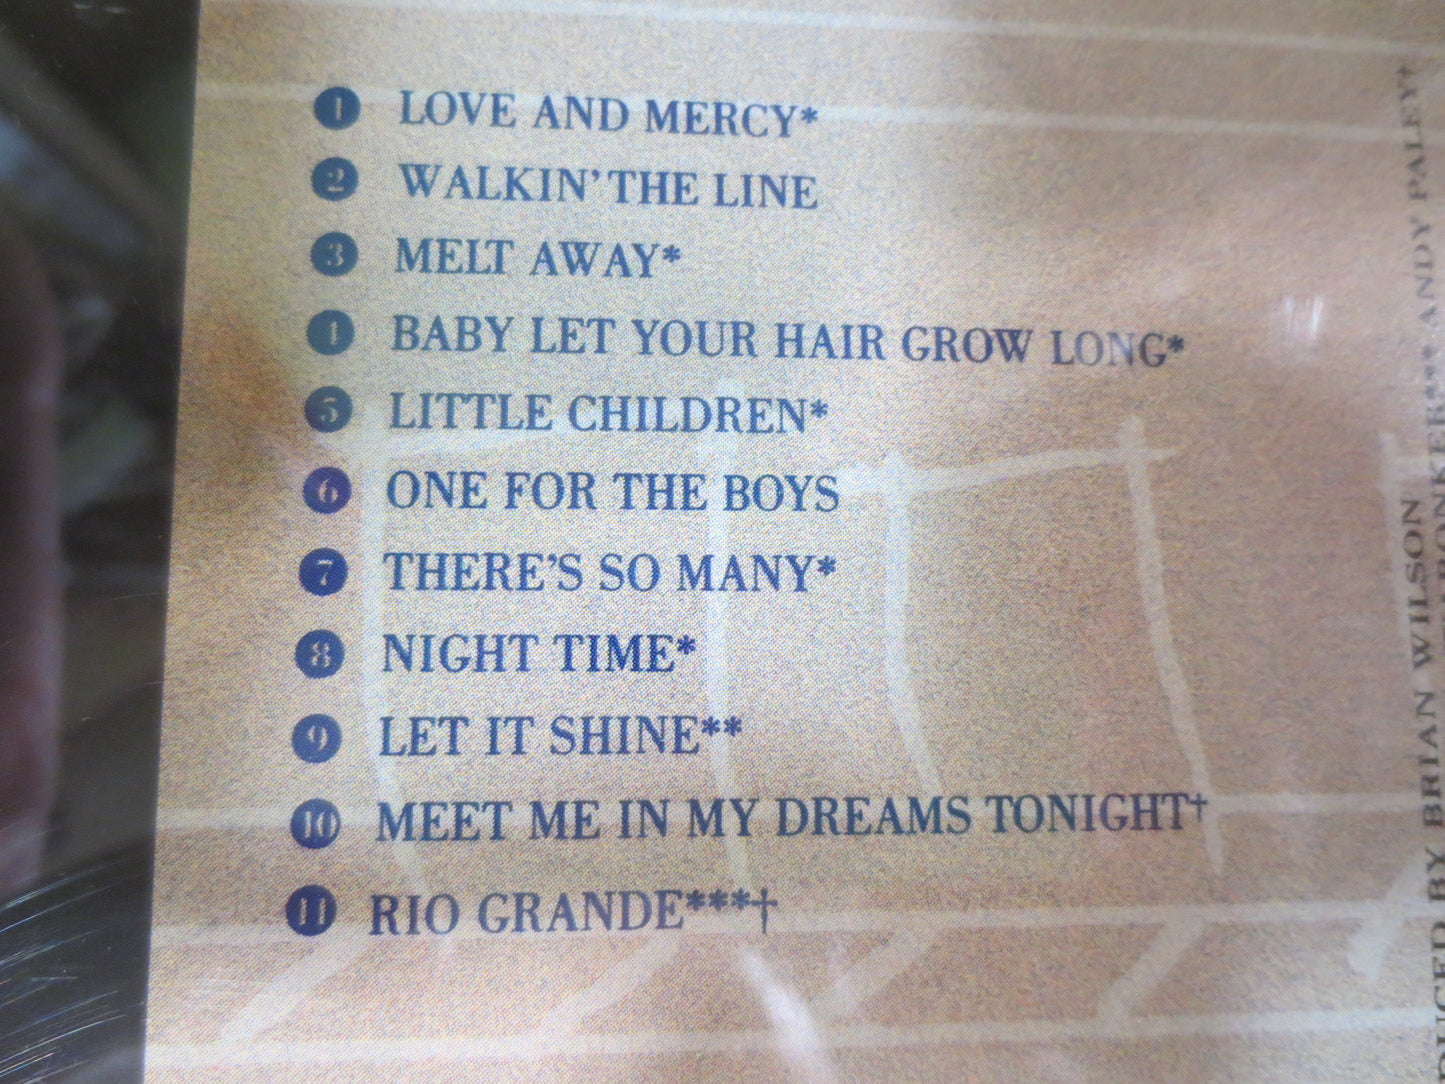 1 LOVE AND MERCY*
2 WALKIN' THE LINE
3 MELT AWAY*
4 BABY LET YOUR HAIR GROW LONG*
5 LITTLE CHILDREN*
6 ONE FOR THE BOYS
7 THERE'S SO MANY*
8 NIGHT TIME*
9 LET IT SHINE**
10 MEET ME IN MY DREAMS TONIGHT†
11 RIO GRANDE***†
BY BRIAN WILSON
ANDY PALEY†